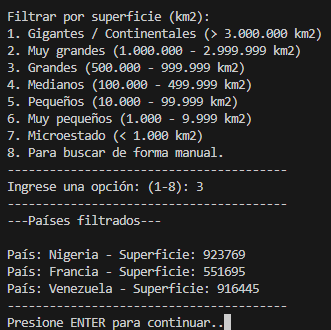 Filtrar por superficie (km2):
1. Gigantes / Continentales (> 3.000.000 km2)
2. Muy grandes (1.000.000 - 2.999.999 km2)
3. Grandes (500.000 - 999.999 km2)
4. Medianos (100.000 - 499.999 km2)
5. Pequeños (10.000 - 99.999 km2)
6. Muy pequeños (1.000 - 9.999 km2)
7. Microestado (< 1.000 km2)
8. Para buscar de forma manual.
----------------------------------------
Ingrese una opción: (1-8): 3
----------------------------------------
---Países filtrados---
País: Nigeria - Superficie: 923769
País: Francia - Superficie: 551695
País: Venezuela - Superficie: 916445
----------------------------------------
Presione ENTER para continuar..